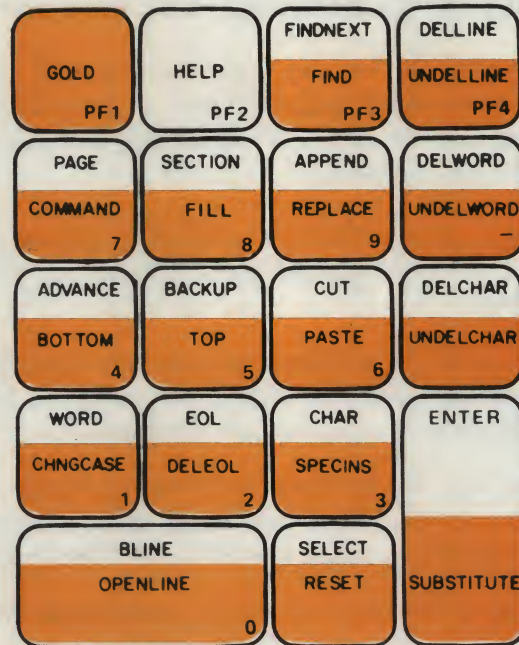 GOLD
PF1
HELP
PF2
FINDNEXT
FIND
PF3
DELLINE
UNDELLINE
PF4
PAGE
COMMAND
7
SECTION
FILL
8
APPEND
REPLACE
9
DELWORD
UNDELWORD
–
ADVANCE
BOTTOM
4
BACKUP
TOP
5
CUT
PASTE
6
DELCHAR
UNDELCHAR
WORD
CHNGCASE
1
EOL
DELEOL
2
CHAR
SPECINS
3
ENTER
SUBSTITUTE
BLINE
OPENLINE
0
SELECT
RESET